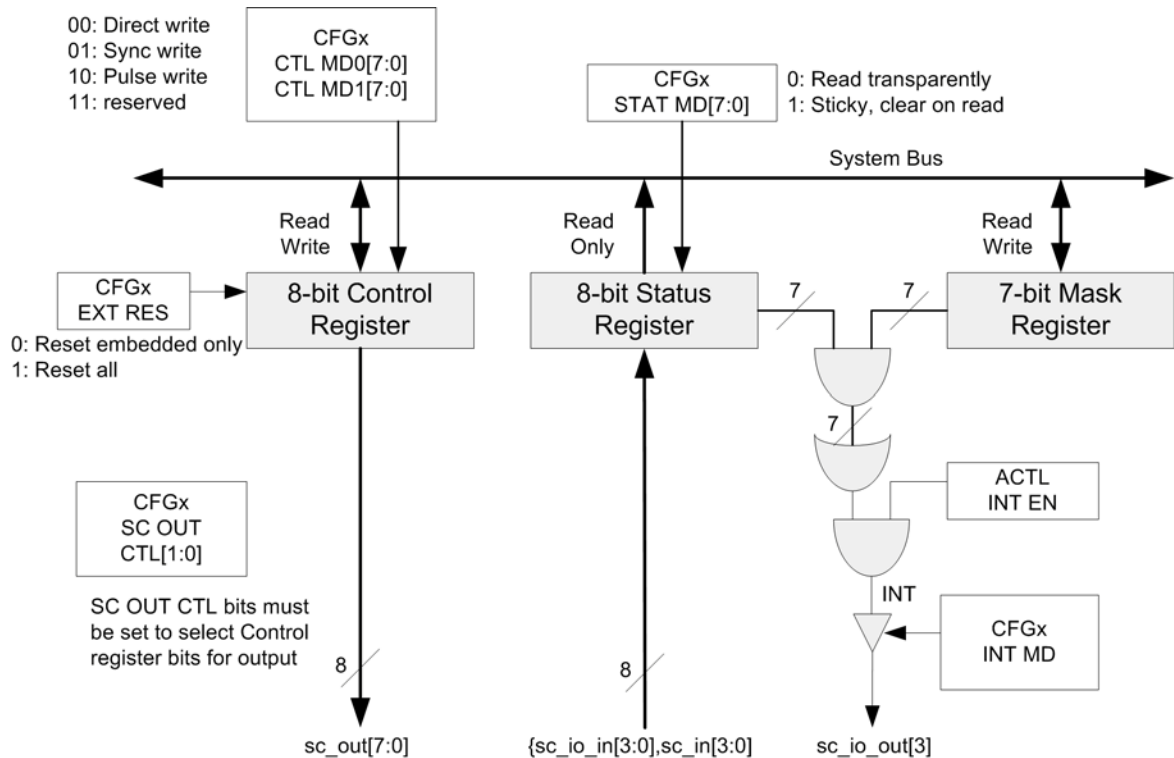 00: Direct write
01: Sync write
10: Pulse write
11: reserved
CFGx
CTL MD0[7:0]
CTL MD1[7:0]
CFGx
STAT MD[7:0]
0: Read transparently
1: Sticky, clear on read
System Bus
Read
Write
Read
Only
Read
Write
CFGx
EXT RES
0: Reset embedded only
1: Reset all
8-bit Control
Register
8-bit Status
Register
7
7
7-bit Mask
Register
7
CFGx
SC OUT
CTL[1:0]
ACTL
INT EN
SC OUT CTL bits must
be set to select Control
register bits for output
INT
CFGx
INT MD
8
8
sc_out[7:0]
{sc_io_in[3:0],sc_in[3:0]
sc_io_out[3]